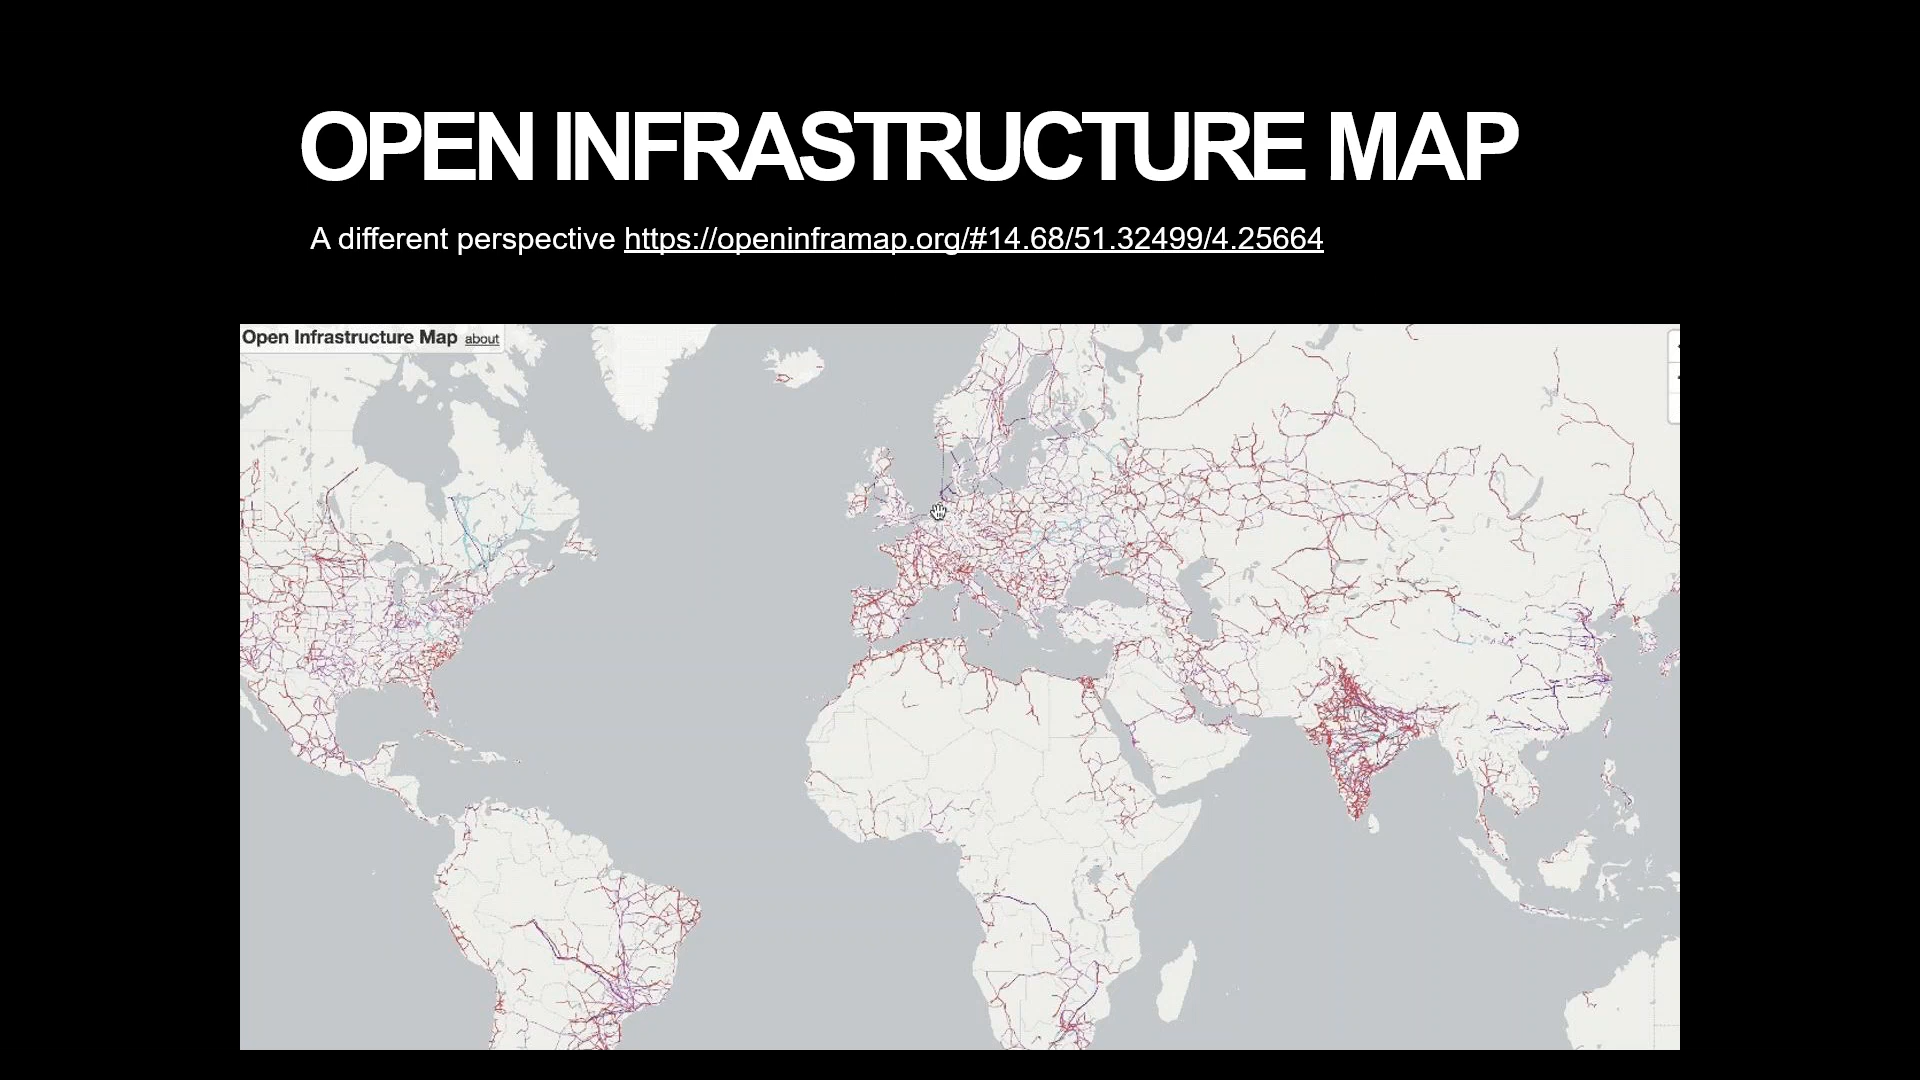 OPEN INFRASTRUCTURE MAP
A different perspective https://openinframap.org/#14.68/51.32499/4.25664
Open Infrastructure Map about